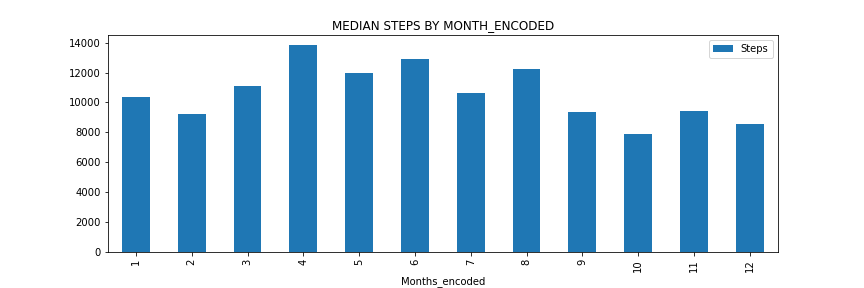 MEDIAN STEPS BY MONTH_ENCODED
Steps
14000
12000
10000
8000
6000
4000
2000
0
1 2 3 4 5 6 7 8 9 10 11 12
Months_encoded